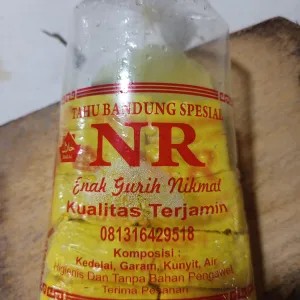 TAHU BANDUNG SPESIAL
NR
Enak Gurih Nikmat
Kualitas Terjamin
081316429518
Komposisi :
Kedelai, Garam, Kunyit, Air
Higienis Dan Tanpa Bahan Pengawet
Terima Pesanan